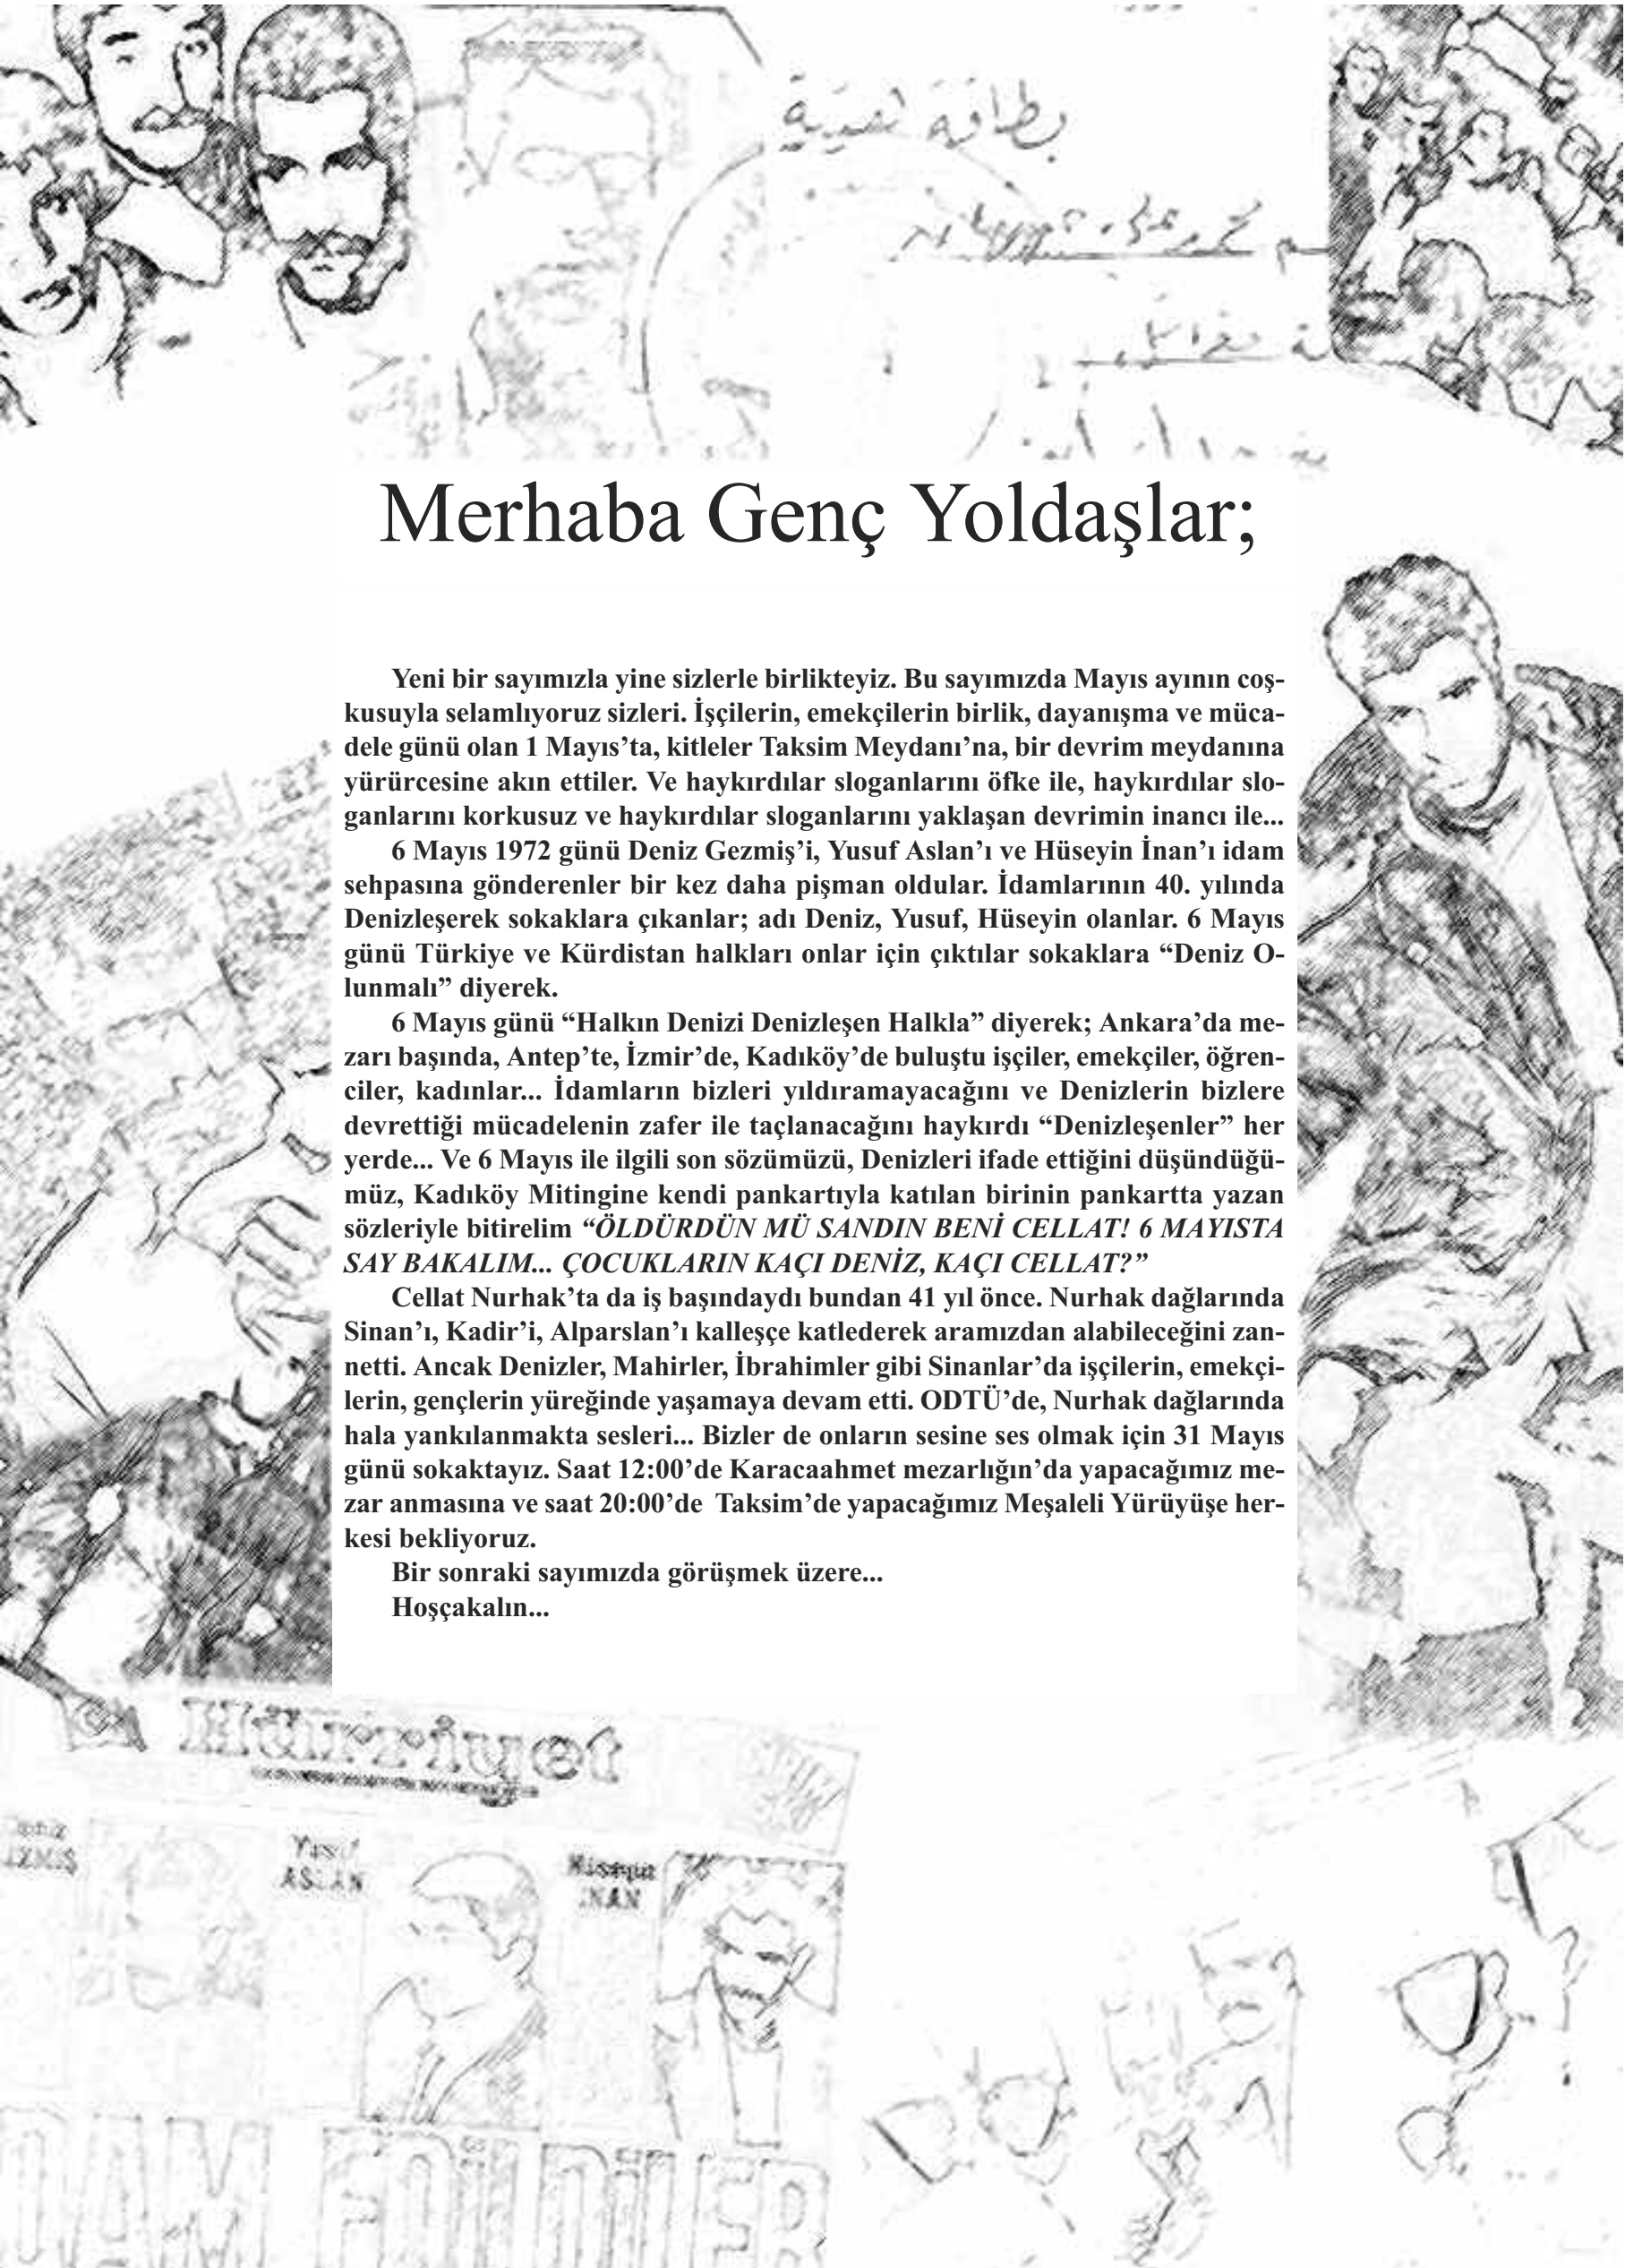 بطاقة
Merhaba Genç Yoldaşlar;
Yeni bir sayımızla yine sizlerle birlikteyiz. Bu sayımızda Mayıs ayının coş-
kusuyla selamlıyoruz sizleri. İşçilerin, emekçilerin birlik, dayanışma ve müca-
dele günü olan 1 Mayıs’ta, kitleler Taksim Meydanı’na, bir devrim meydanına
yürürcesine akın ettiler. Ve haykırdılar sloganlarını öfke ile, haykırdılar slo-
ganlarını korkusuz ve haykırdılar sloganlarını yaklaşan devrimin inancı ile...
6 Mayıs 1972 günü Deniz Gezmiş’i, Yusuf Aslan’ı ve Hüseyin İnan’ı idam
sehpasına gönderenler bir kez daha pişman oldular. İdamlarının 40. yılında
Denizleşerek sokaklara çıkanlar; adı Deniz, Yusuf, Hüseyin olanlar. 6 Mayıs
günü Türkiye ve Kürdistan halkları onlar için çıktılar sokaklara “Deniz O-
lunmalı” diyerek.
6 Mayıs günü “Halkın Denizi Denizleşen Halkla” diyerek; Ankara’da me-
zarı başında, Antep’te, İzmir’de, Kadıköy’de buluştu işçiler, emekçiler, öğren-
ciler, kadınlar... İdamların bizleri yıldıramayacağını ve Denizlerin bizlere
devrettiği mücadelenin zafer ile taçlanacağını haykırdı “Denizleşenler” her
yerde... Ve 6 Mayıs ile ilgili son sözümüzü, Denizleri ifade ettiğini düşündüğü-
müz, Kadıköy Mitingine kendi pankartıyla katılan birinin pankartta yazan
sözleriyle bitirelim “ÖLDÜRDÜN MÜ SANDIN BENİ CELLAT! 6 MAYISTA
SAY BAKALIM... ÇOCUKLARIN KAÇI DENİZ, KAÇI CELLAT?”
Cellat Nurhak’ta da iş başındaydı bundan 41 yıl önce. Nurhak dağlarında
Sinan’ı, Kadir’i, Alparslan’ı kalleşçe katlederek aramızdan alabileceğini zan-
netti. Ancak Denizler, Mahirler, İbrahimler gibi Sinanlar’da işçilerin, emekçi-
lerin, gençlerin yüreğinde yaşamaya devam etti. ODTÜ’de, Nurhak dağlarında
hala yankılanmakta sesleri... Bizler de onların sesine ses olmak için 31 Mayıs
günü sokaktayız. Saat 12:00’de Karacaahmet mezarlığın’da yapacağımız me-
zar anmasına ve saat 20:00’de Taksim’de yapacağımız Meşaleli Yürüyüşe her-
kesi bekliyoruz.
Bir sonraki sayımızda görüşmek üzere...
Hoşçakalın...
Hürriyet
Yusuf
ASLAN
İNAN